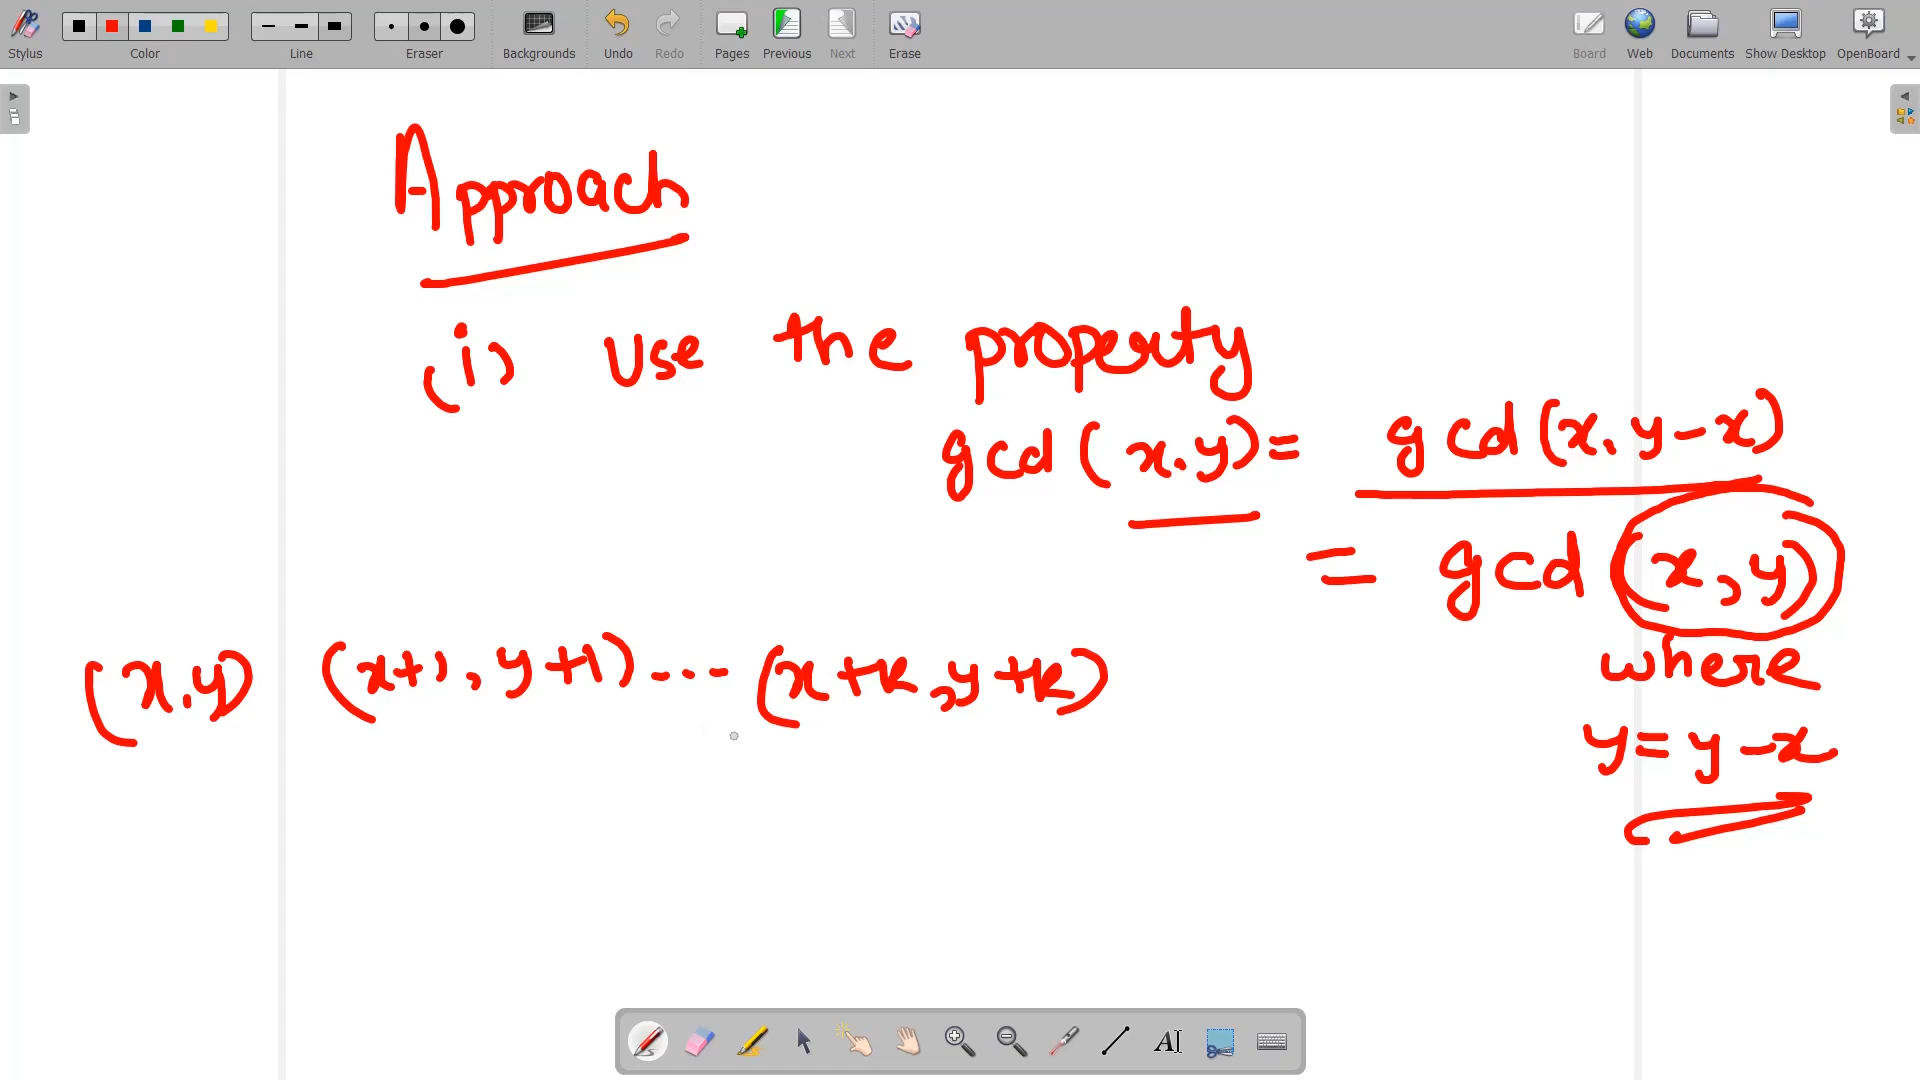 Stylus Color Line Eraser Backgrounds Undo Redo Pages Previous Next Erase Board Web Documents Show Desktop OpenBoard
Approach
(i) Use the property
gcd (x,y) = gcd(x, y-x)
= gcd (x,y)
where
y = y-x
(x,y) (x+1, y+1) ... (x+k, y+k)
AI